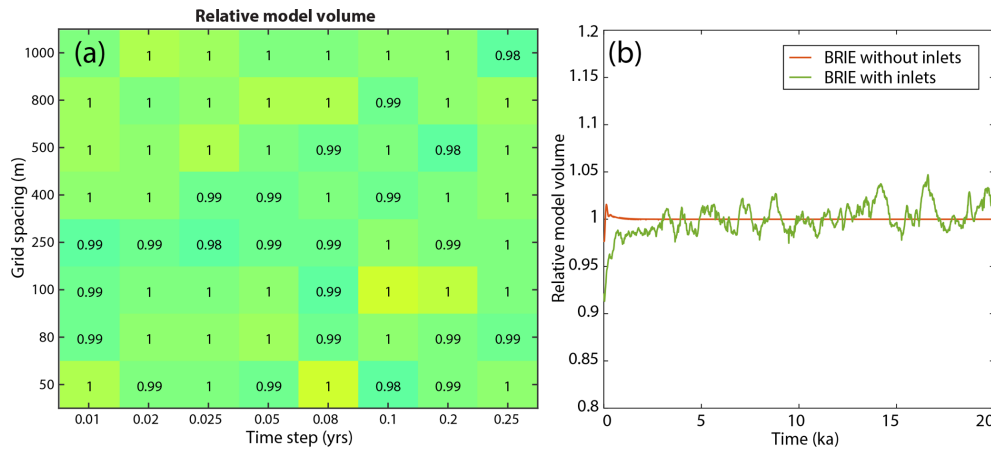 Relative model volume
(a)
Grid spacing (m)
1000 1 1 1 1 1 1 1 0.98
800 1 1 1 1 1 0.99 1 1
500 1 1 1 1 0.99 1 0.98 1
400 1 1 0.99 0.99 1 0.99 1 1
250 0.99 0.99 0.98 0.99 0.99 1 0.99 1
100 0.99 1 1 1 0.99 1 1 1
80 0.99 1 1 1 0.99 1 0.99 0.99
50 1 0.99 1 0.99 1 0.98 0.99 1
0.01 0.02 0.025 0.05 0.08 0.1 0.2 0.25
Time step (yrs)
(b)
BRIE without inlets
BRIE with inlets
Relative model volume
1.2
1.15
1.1
1.05
1
0.95
0.9
0.85
0.8
0 5 10 15 20
Time (ka)